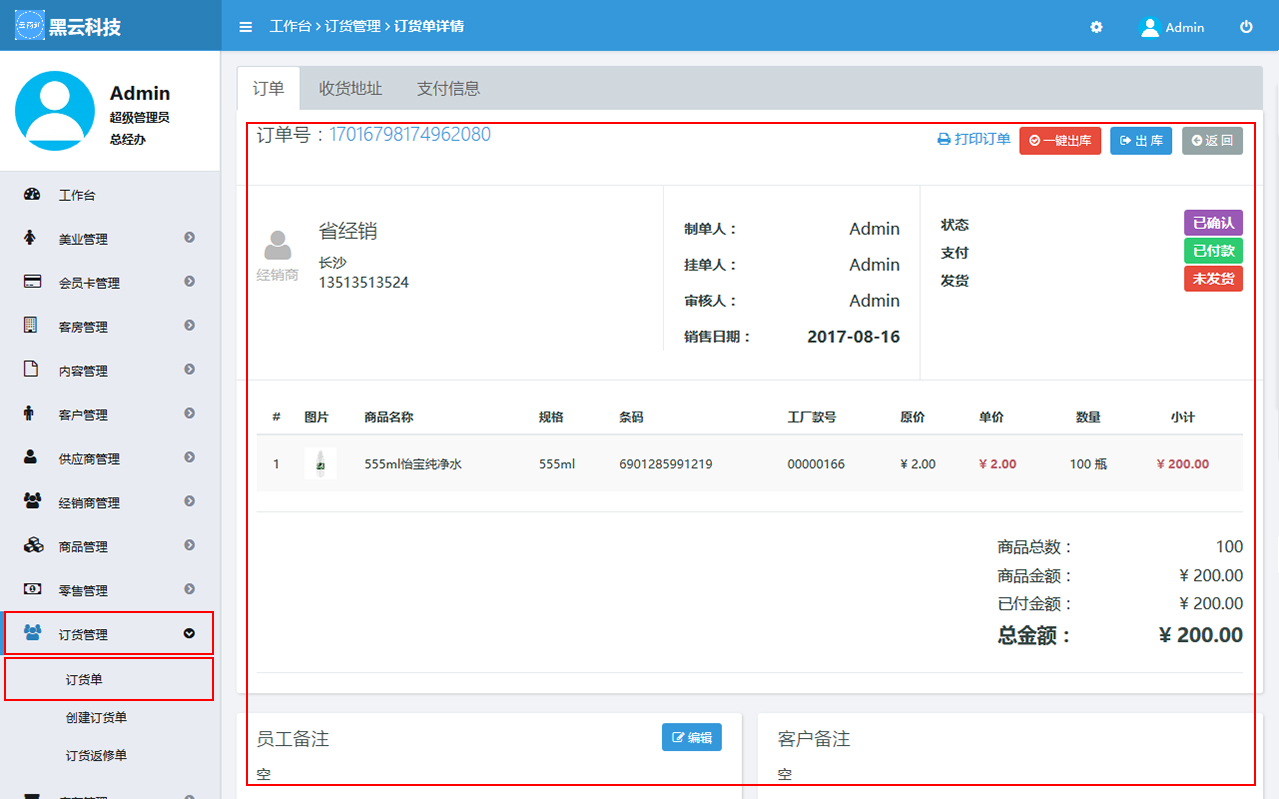 黑云科技
工作台 › 订货管理 › 订货单详情
Admin
Admin
超级管理员
总经办
工作台
美业管理
会员卡管理
客房管理
内容管理
客户管理
供应商管理
经销商管理
商品管理
零售管理
订货管理
订货单
创建订货单
订货返修单
订单 收货地址 支付信息
订单号：17016798174962080
打印订单 一键出库 出 库 返 回
经销商
省经销
长沙
13513513524
制单人： Admin
挂单人： Admin
审核人： Admin
销售日期： 2017-08-16
状态 已确认
支付 已付款
发货 未发货
# 图片 商品名称 规格 条码 工厂款号 原价 单价 数量 小计
1 555ml怡宝纯净水 555ml 6901285991219 00000166 ¥ 2.00 ¥ 2.00 100 瓶 ¥ 200.00
商品总数： 100
商品金额： ¥ 200.00
已付金额： ¥ 200.00
总金额： ¥ 200.00
员工备注 编辑
空
客户备注
空